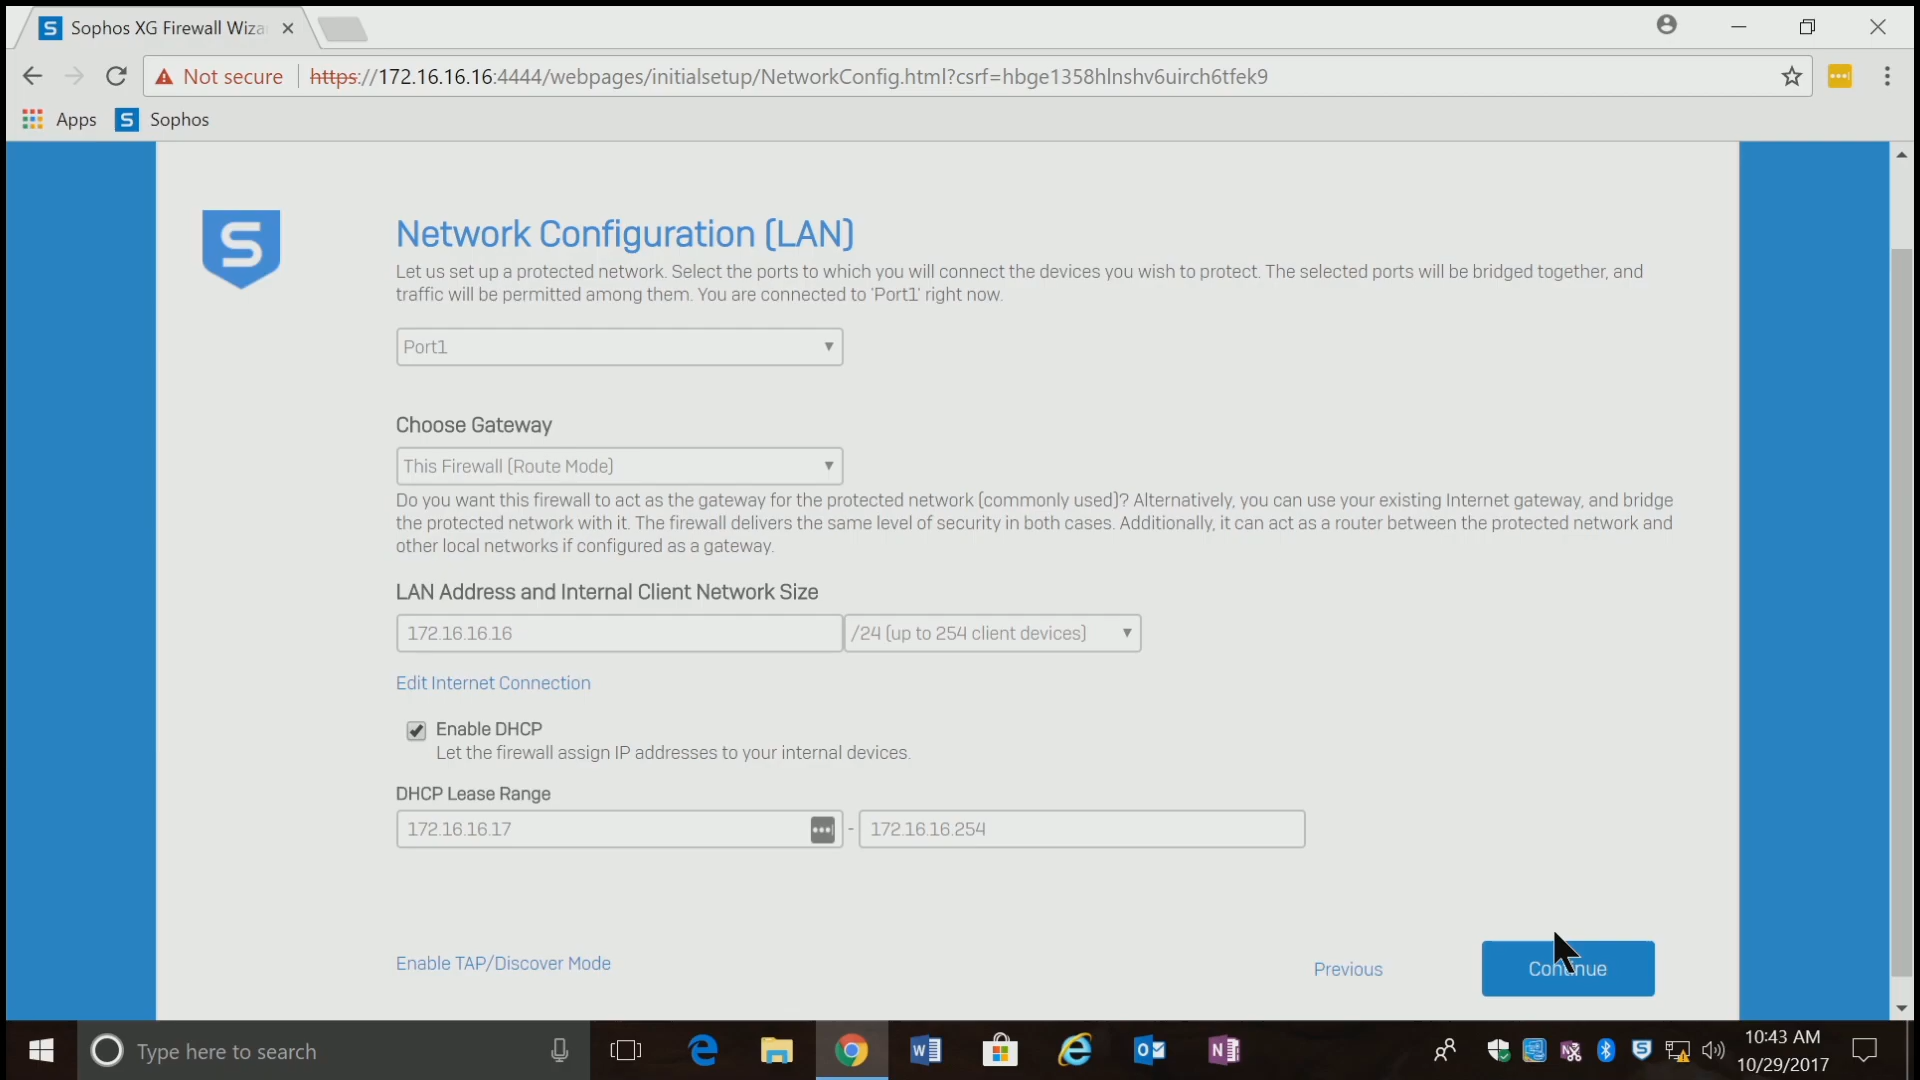 Sophos XG Firewall Wiza
Not secure
https://172.16.16.16:4444/webpages/initialsetup/NetworkConfig.html?csrf=hbge1358hlnshv6uirch6tfek9
Apps
S Sophos
S
Network Configuration (LAN)
Let us set up a protected network. Select the ports to which you will connect the devices you wish to protect. The selected ports will be bridged together, and
traffic will be permitted among them. You are connected to 'Port1' right now.
Port1
Choose Gateway
This Firewall (Route Mode)
Do you want this firewall to act as the gateway for the protected network (commonly used)? Alternatively, you can use your existing Internet gateway, and bridge
the protected network with it. The firewall delivers the same level of security in both cases. Additionally, it can act as a router between the protected network and
other local networks if configured as a gateway.
LAN Address and Internal Client Network Size
172.16.16.16
/24 (up to 254 client devices)
Edit Internet Connection
Enable DHCP
Let the firewall assign IP addresses to your internal devices.
DHCP Lease Range
172.16.16.17 - 172.16.16.254
Enable TAP/Discover Mode
Previous
Continue
Type here to search
10:43 AM
10/29/2017